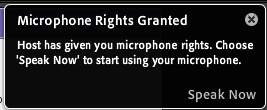 Microphone Rights Granted
Host has given you microphone rights. Choose
'Speak Now' to start using your microphone.
Speak Now